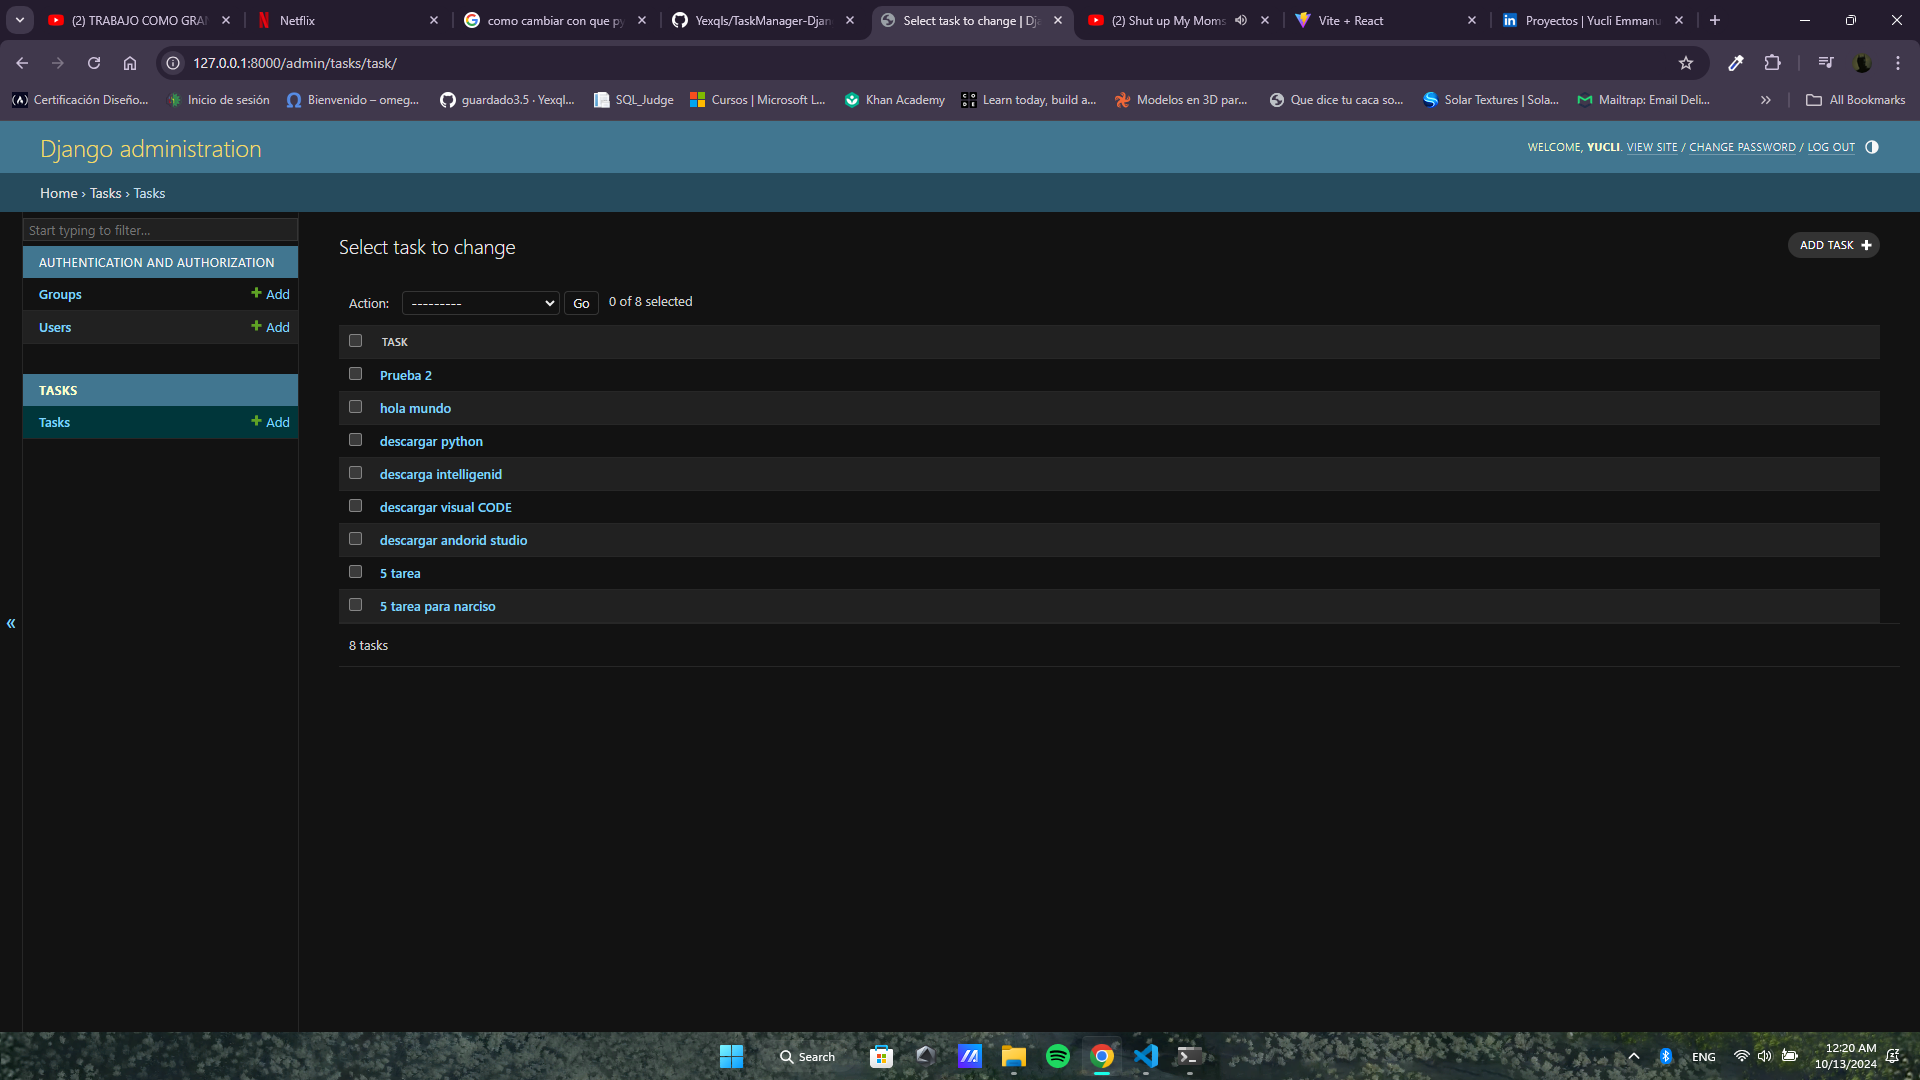 (2) TRABAJO COMO GRA
Netflix
como cambiar con que py
Yexqls/TaskManager-Djan
Select task to change | Dj
(2) Shut up My Moms
Vite + React
Proyectos | Yucli Emmanu
127.0.0.1:8000/admin/tasks/task/
Certificación Diseño...
Inicio de sesión
Bienvenido – omeg...
guardado3.5 · Yexql...
SQL_Judge
Cursos | Microsoft L...
Khan Academy
Learn today, build a...
Modelos en 3D par...
Que dice tu caca so...
Solar Textures | Sola...
Mailtrap: Email Deli...
»
All Bookmarks
Django administration
WELCOME, YUCLI. VIEW SITE / CHANGE PASSWORD / LOG OUT
Home › Tasks › Tasks
Start typing to filter...
AUTHENTICATION AND AUTHORIZATION
Groups + Add
Users + Add
TASKS
Tasks + Add
«
Select task to change
ADD TASK +
Action: --------- Go 0 of 8 selected
TASK
Prueba 2
hola mundo
descargar python
descarga intelligenid
descargar visual CODE
descargar andorid studio
5 tarea
5 tarea para narciso
8 tasks
Search
ENG
12:20 AM
10/13/2024